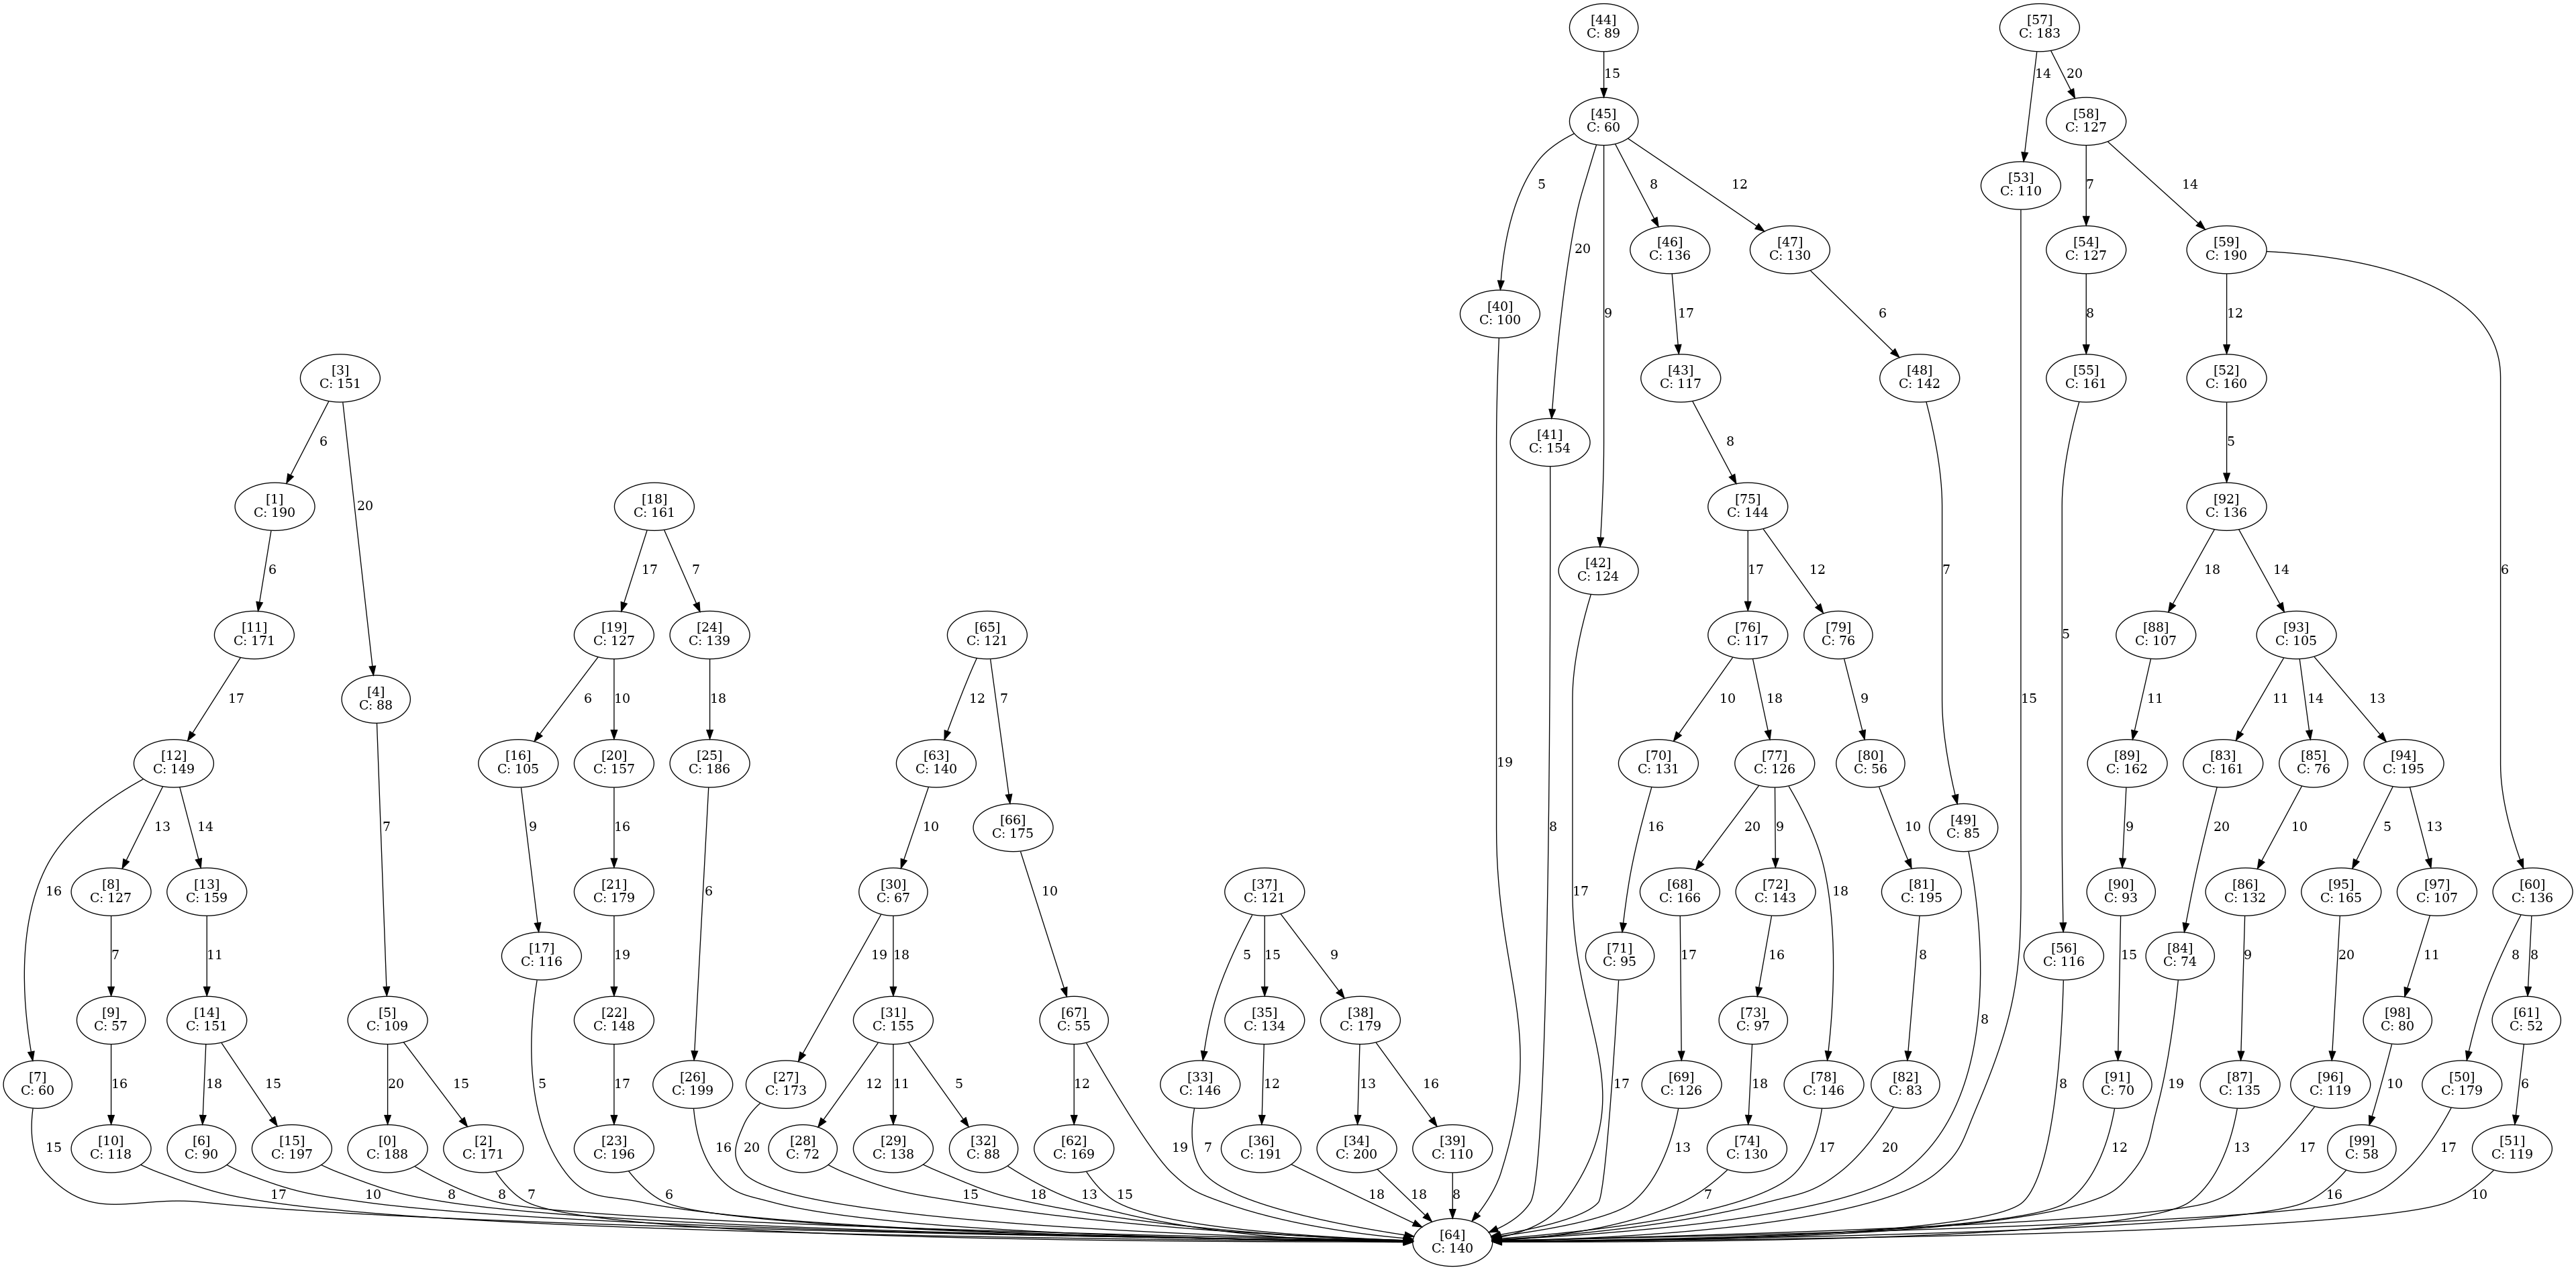 [44]
C: 89
[57]
C: 183
15
14
20
[45]
C: 60
[58]
C: 127
5
8
12
[53]
C: 110
7
14
20
9
[46]
C: 136
[47]
C: 130
[54]
C: 127
[59]
C: 190
[40]
C: 100
17
6
8
12
[3]
C: 151
[43]
C: 117
[48]
C: 142
[55]
C: 161
[52]
C: 160
6
20
[41]
C: 154
8
5
[1]
C: 190
[18]
C: 161
[75]
C: 144
[92]
C: 136
6
17
7
[42]
C: 124
17
12
7
18
14
6
[11]
C: 171
[19]
C: 127
[24]
C: 139
[65]
C: 121
[76]
C: 117
[79]
C: 76
5
[88]
C: 107
[93]
C: 105
17
[4]
C: 88
6
10
18
12
7
10
18
9
15
11
11
14
13
[12]
C: 149
[16]
C: 105
[20]
C: 157
[25]
C: 186
[63]
C: 140
19
[70]
C: 131
[77]
C: 126
[80]
C: 56
[89]
C: 162
[83]
C: 161
[85]
C: 76
[94]
C: 195
13
14
7
9
16
10
[66]
C: 175
8
16
20
9
10
[49]
C: 85
9
20
10
5
13
16
[8]
C: 127
[13]
C: 159
[21]
C: 179
6
[30]
C: 67
10
[37]
C: 121
17
[68]
C: 166
[72]
C: 143
18
[81]
C: 195
[90]
C: 93
[86]
C: 132
[95]
C: 165
[97]
C: 107
[60]
C: 136
7
11
[17]
C: 116
19
19
18
5
15
9
[71]
C: 95
17
16
8
[56]
C: 116
15
[84]
C: 74
9
20
11
8
8
[9]
C: 57
[14]
C: 151
[5]
C: 109
[22]
C: 148
[31]
C: 155
[67]
C: 55
[35]
C: 134
[38]
C: 179
[73]
C: 97
8
[98]
C: 80
[61]
C: 52
[7]
C: 60
16
18
15
20
15
5
17
[26]
C: 199
[27]
C: 173
12
11
5
12
[33]
C: 146
12
13
16
17
[69]
C: 126
18
[78]
C: 146
[82]
C: 83
8
[91]
C: 70
19
[87]
C: 135
[96]
C: 119
10
[50]
C: 179
6
15
[10]
C: 118
[6]
C: 90
[15]
C: 197
[0]
C: 188
[2]
C: 171
[23]
C: 196
16
20
[28]
C: 72
[29]
C: 138
[32]
C: 88
[62]
C: 169
19
7
[36]
C: 191
[34]
C: 200
[39]
C: 110
13
[74]
C: 130
17
20
12
13
17
[99]
C: 58
17
[51]
C: 119
17
10
8
8
7
6
15
18
13
15
18
18
8
7
16
10
[64]
C: 140